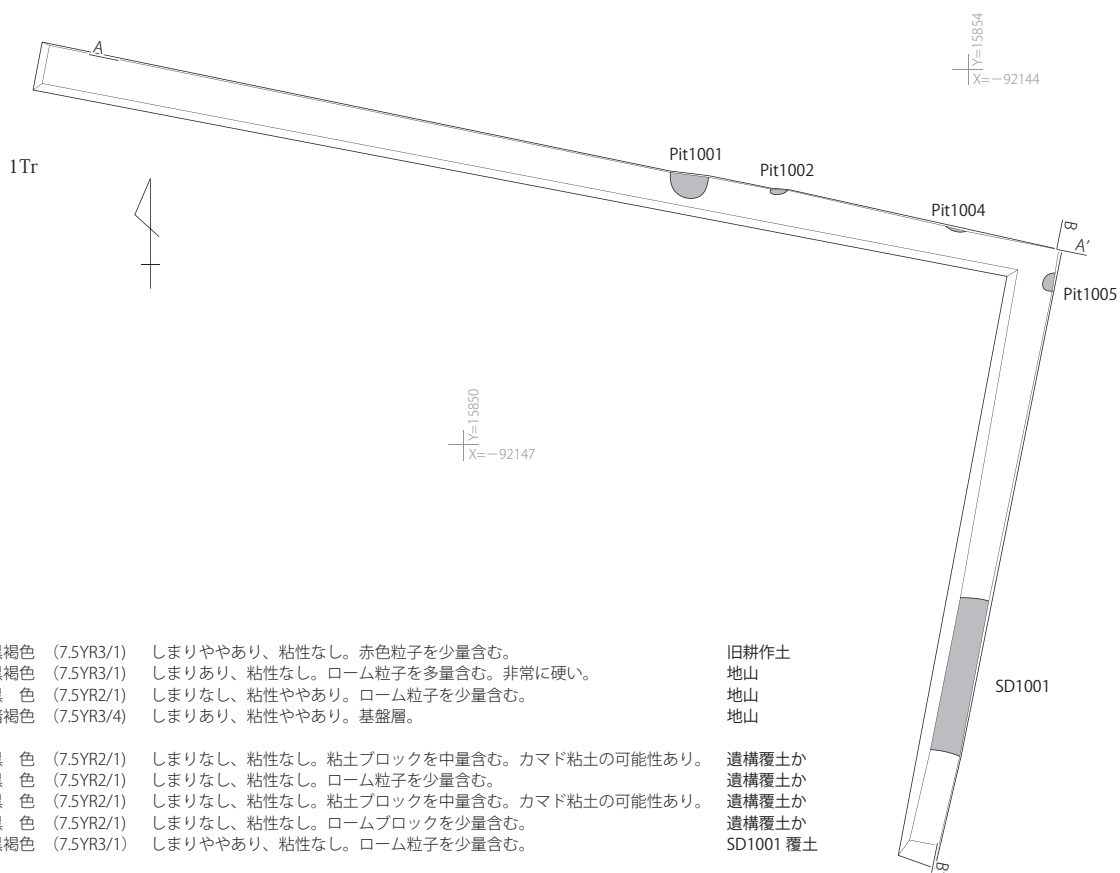 A
Y=15854
X=－92144
1Tr
Pit1001
Pit1002
Pit1004
B
A'
Pit1005
Y=15850
X=－92147
SD1001
褐色 (7.5YR3/1) しまりややあり、粘性なし。赤色粒子を少量含む。 旧耕作土
褐色 (7.5YR3/1) しまりあり、粘性なし。ローム粒子を多量含む。非常に硬い。 地山
色 (7.5YR2/1) しまりなし、粘性ややあり。ローム粒子を少量含む。 地山
褐色 (7.5YR3/4) しまりあり、粘性ややあり。基盤層。 地山
色 (7.5YR2/1) しまりなし、粘性なし。粘土ブロックを中量含む。カマド粘土の可能性あり。 遺構覆土か
色 (7.5YR2/1) しまりなし、粘性なし。ローム粒子を少量含む。 遺構覆土か
色 (7.5YR2/1) しまりなし、粘性なし。粘土ブロックを中量含む。カマド粘土の可能性あり。 遺構覆土か
色 (7.5YR2/1) しまりなし、粘性なし。ロームブロックを少量含む。 遺構覆土か
褐色 (7.5YR3/1) しまりややあり、粘性なし。ローム粒子を少量含む。 SD1001 覆土